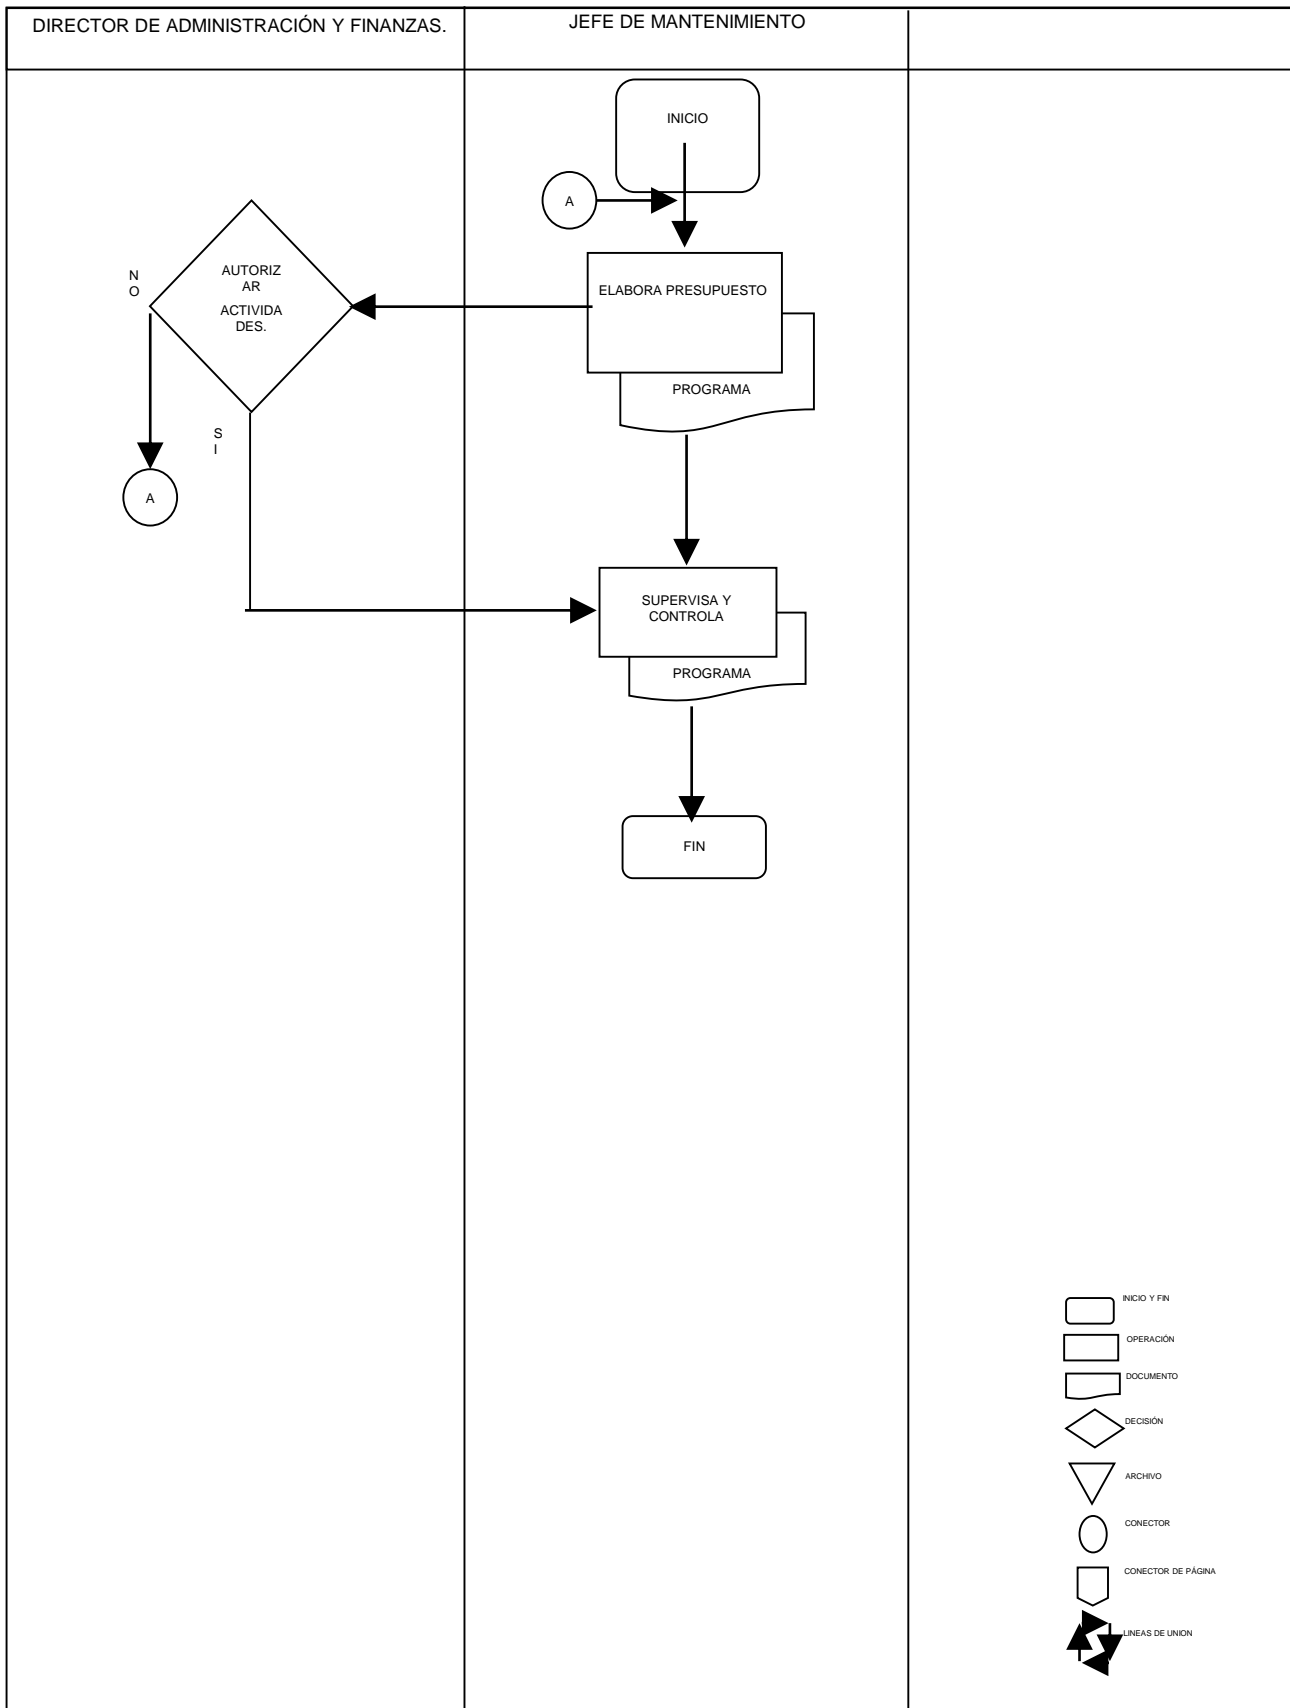 DIRECTOR DE ADMINISTRACIÓN Y FINANZAS.
JEFE DE MANTENIMIENTO
INICIO
A
N
O
AUTORIZ
AR
ACTIVIDA
DES.
ELABORA PRESUPUESTO
PROGRAMA
S
I
A
SUPERVISA Y
CONTROLA
PROGRAMA
FIN
INICIO Y FIN
OPERACIÓN
DOCUMENTO
DECISIÓN
ARCHIVO
CONECTOR
CONECTOR DE PÁGINA
LINEAS DE UNION